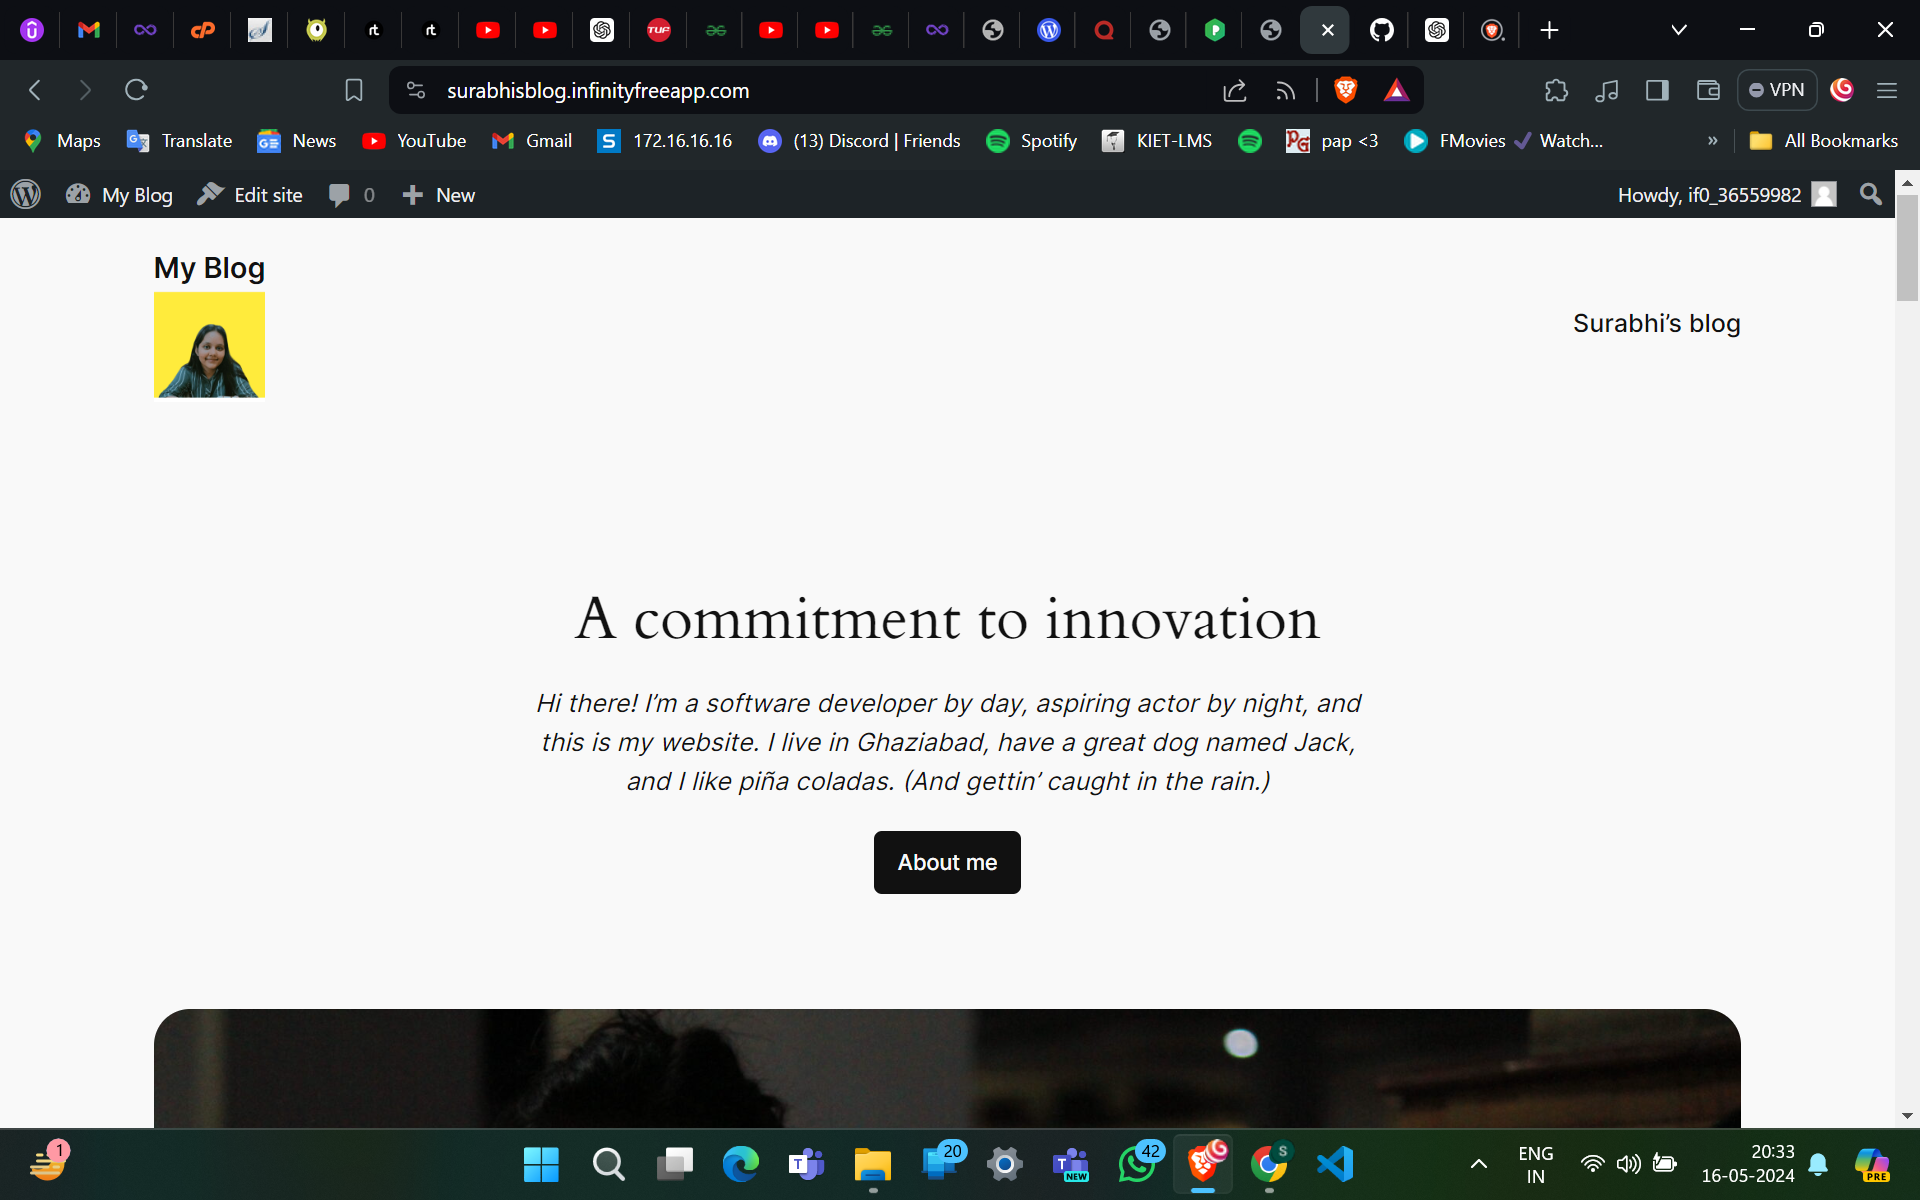 surabhisblog.infinityfreeapp.com
VPN
Maps
Translate
News
YouTube
Gmail
172.16.16.16
(13) Discord | Friends
Spotify
KIET-LMS
pap <3
FMovies
Watch...
»
All Bookmarks
My Blog
Edit site
0
New
Howdy, if0_36559982
My Blog
Surabhi’s blog
A commitment to innovation
Hi there! I’m a software developer by day, aspiring actor by night, and
this is my website. I live in Ghaziabad, have a great dog named Jack,
and I like piña coladas. (And gettin’ caught in the rain.)
About me
1
20
NEW
42
S
ENG
IN
20:33
16-05-2024
PRE